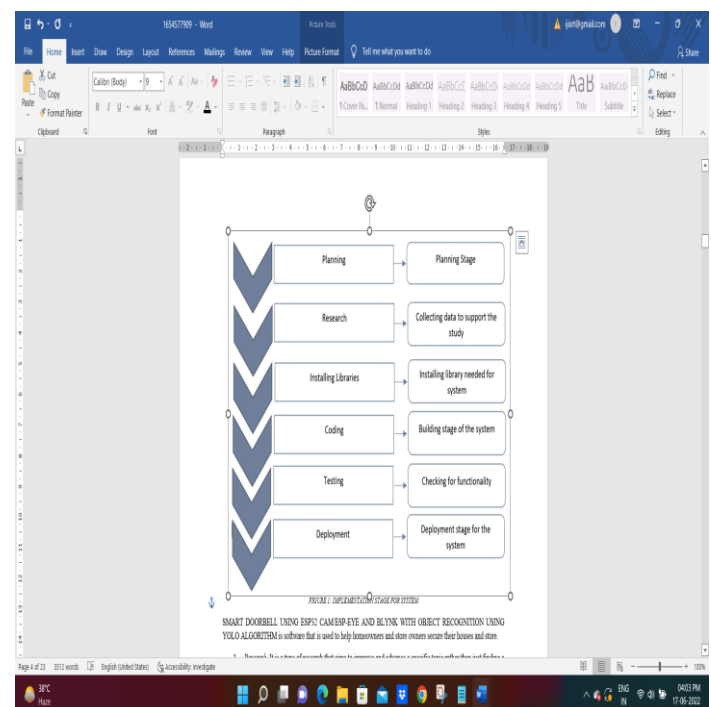 1654577909 - Word
Picture Tools
ijisrt@gmail.com
File Home Insert Draw Design Layout References Mailings Review View Help Picture Format Tell me what you want to do Share
Paste
Cut
Copy
Format Painter
Calibri (Body) 9
AaBbCcD AaBbCcDd AaBbCcDd AaBbCcC AaBbCcD AaBbCcDd AaBbCcDd AaB AaBbCcD
1 Cover Pa... ¶ Normal Heading 1 Heading 2 Heading 3 Heading 4 Heading 5 Title Subtitle
Find
Replace
Select
Clipboard Font Paragraph Styles Editing
Planning Planning Stage
Research Collecting data to support the
study
Installing Libraries Installing library needed for
system
Coding Building stage of the system
Testing Checking for functionality
Deployment Deployment stage for the
system
FIGURE 1: IMPLEMENTATION STAGE FOR SYSTEM
SMART DOORBELL USING ESP32 CAM/ESP-EYE AND BLYNK WITH OBJECT RECOGNITION USING
YOLO ALGORITHM is software that is used to help homeowners and store owners secure their houses and store.
Page 4 of 23 3512 words Accessibility: Investigate 100%
38°C
Haze
ENG
IN
04:03 PM
17-06-2022